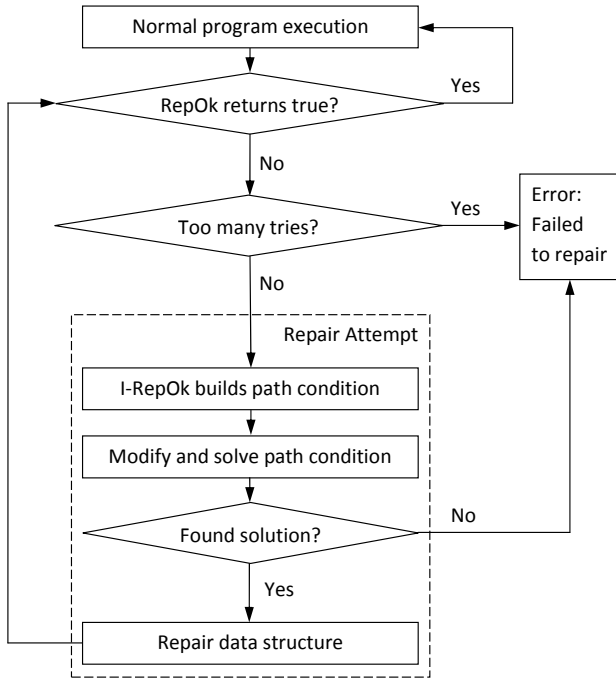 Normal program execution
Yes
RepOk returns true?
No
Too many tries?
Yes
Error:
Failed
to repair
No
Repair Attempt
I-RepOk builds path condition
Modify and solve path condition
Found solution?
No
Yes
Repair data structure